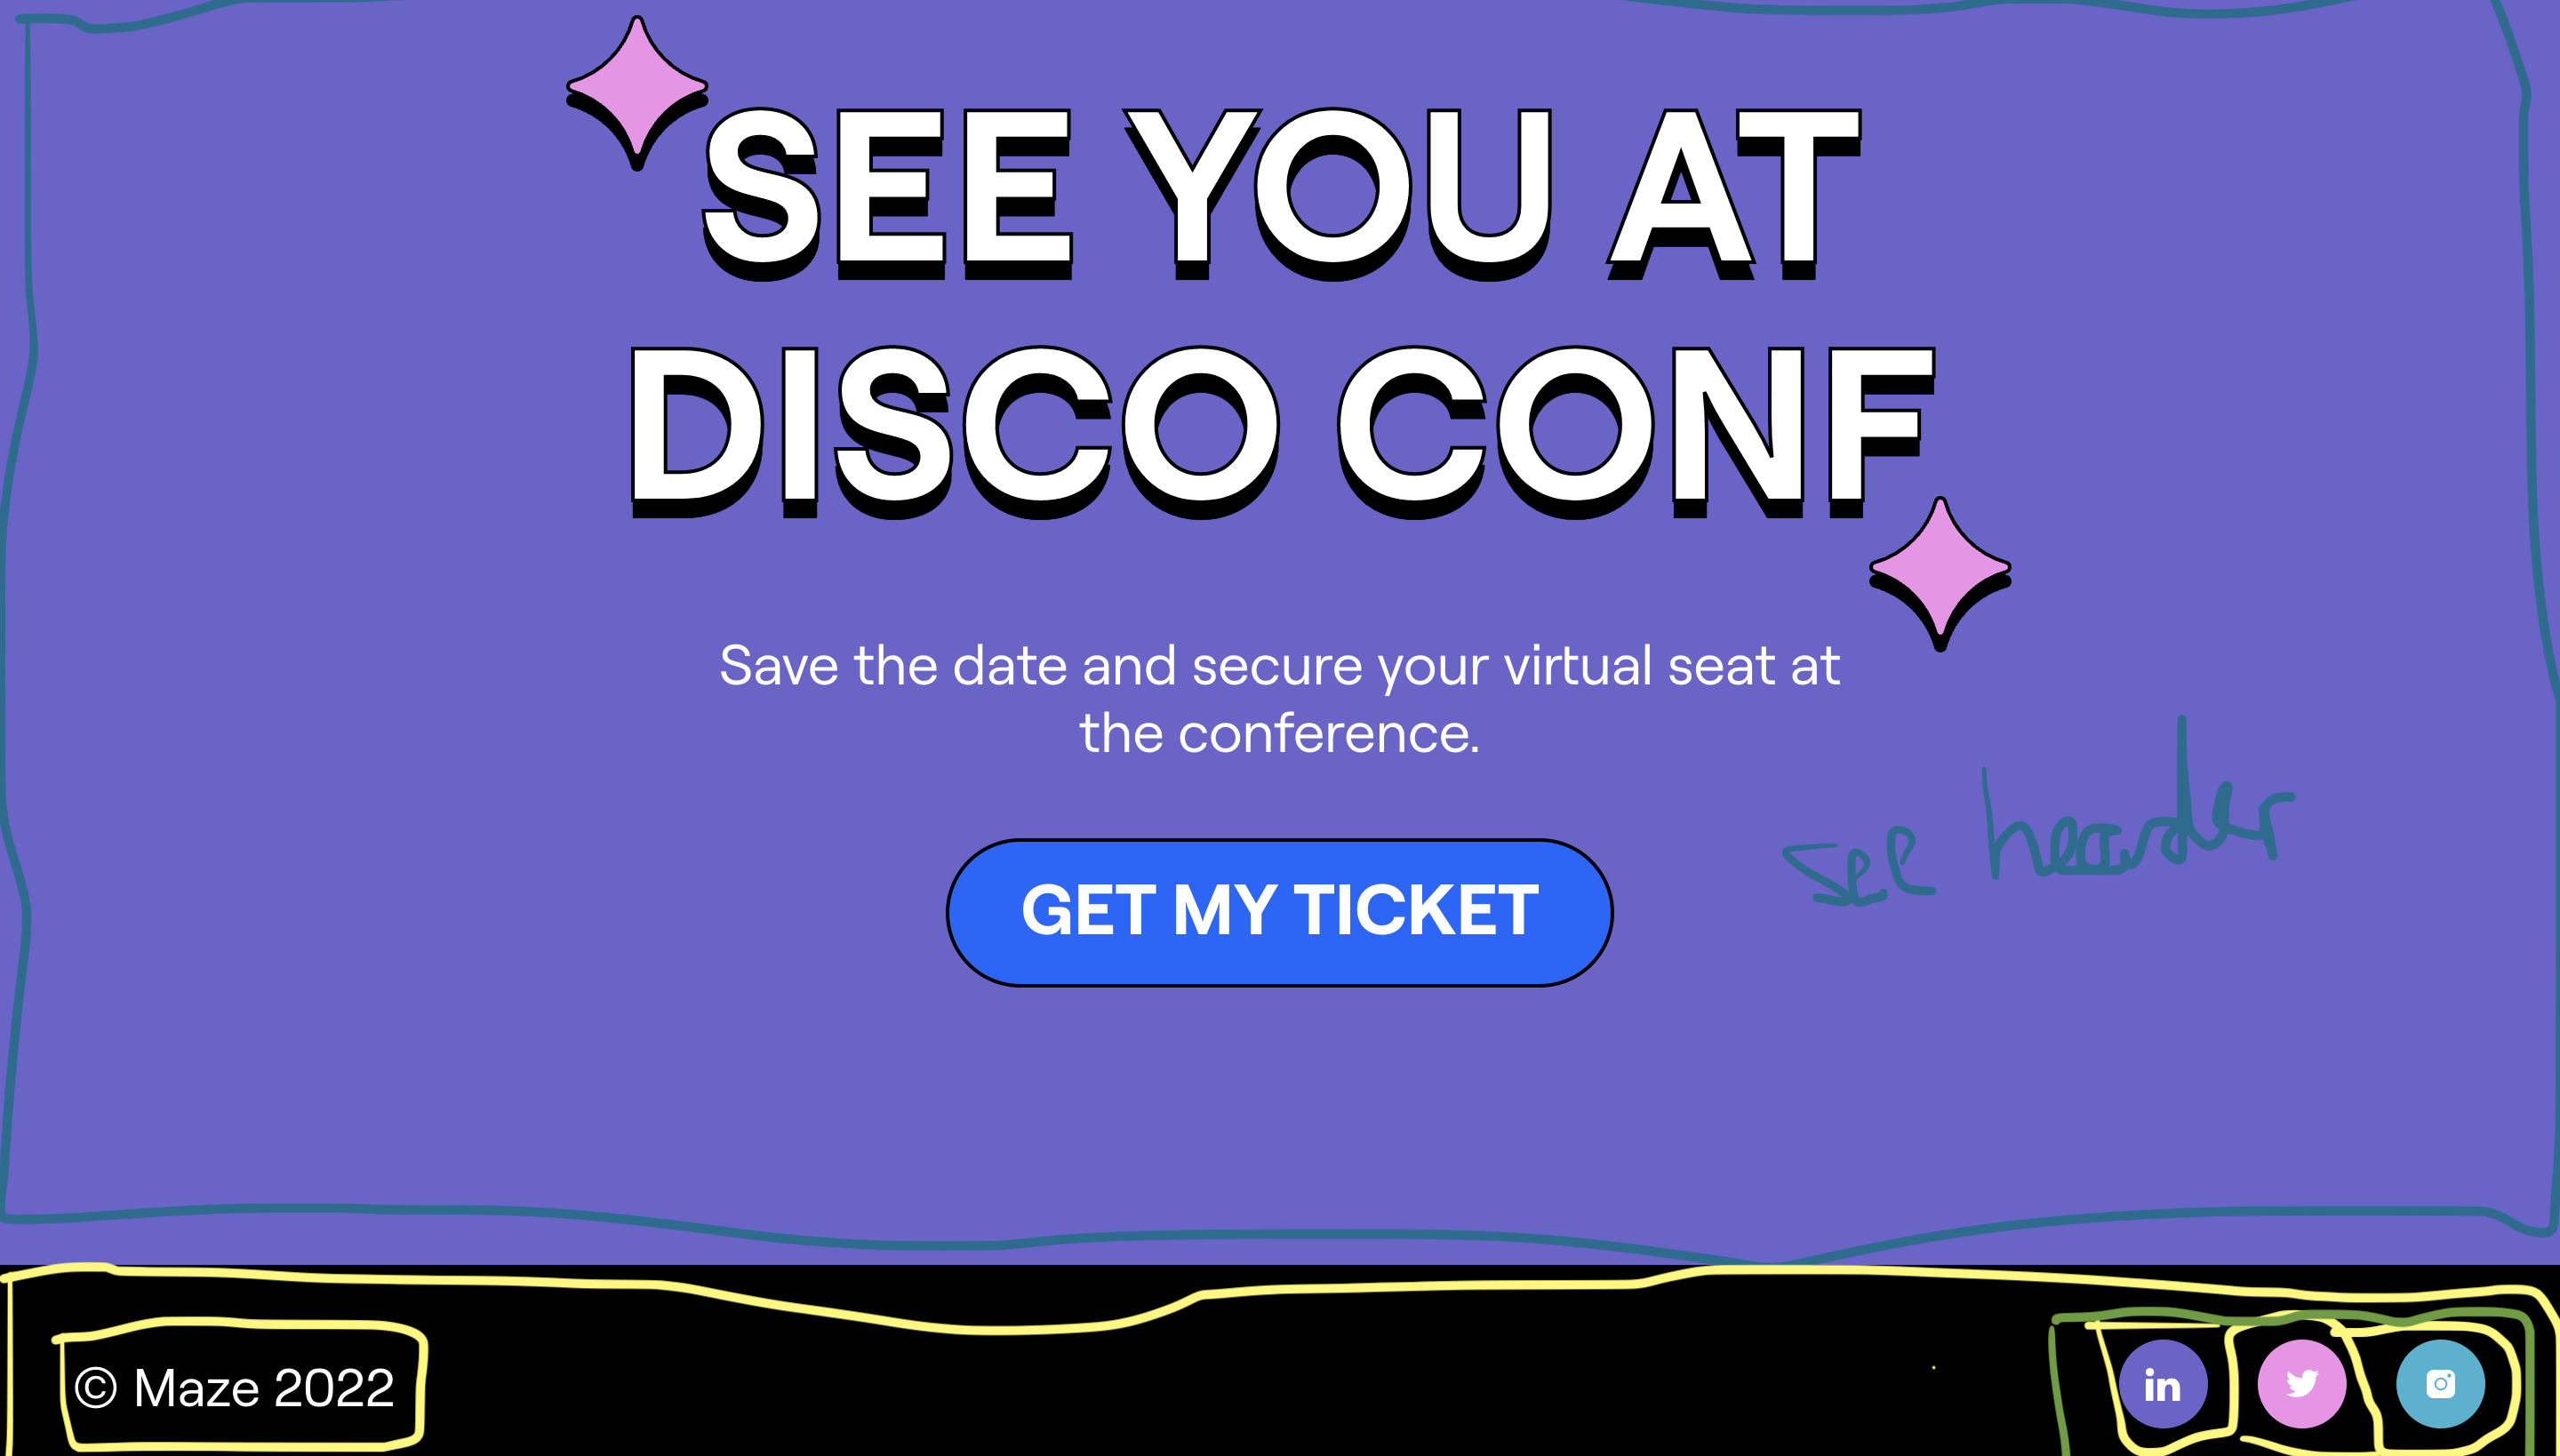 SEE YOU AT
DISCO CONF
Save the date and secure your virtual seat at
the conference.
see header
GET MY TICKET
© Maze 2022
in